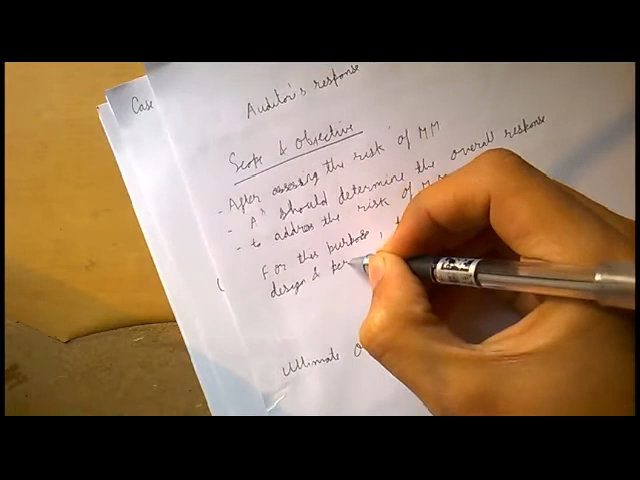 Case
Auditor's response
Scope & Objective
- After assessing the risk of MM
- A" should determine the overall response
- to address the risk of M
For this purpose,
design & per
Ultimate O